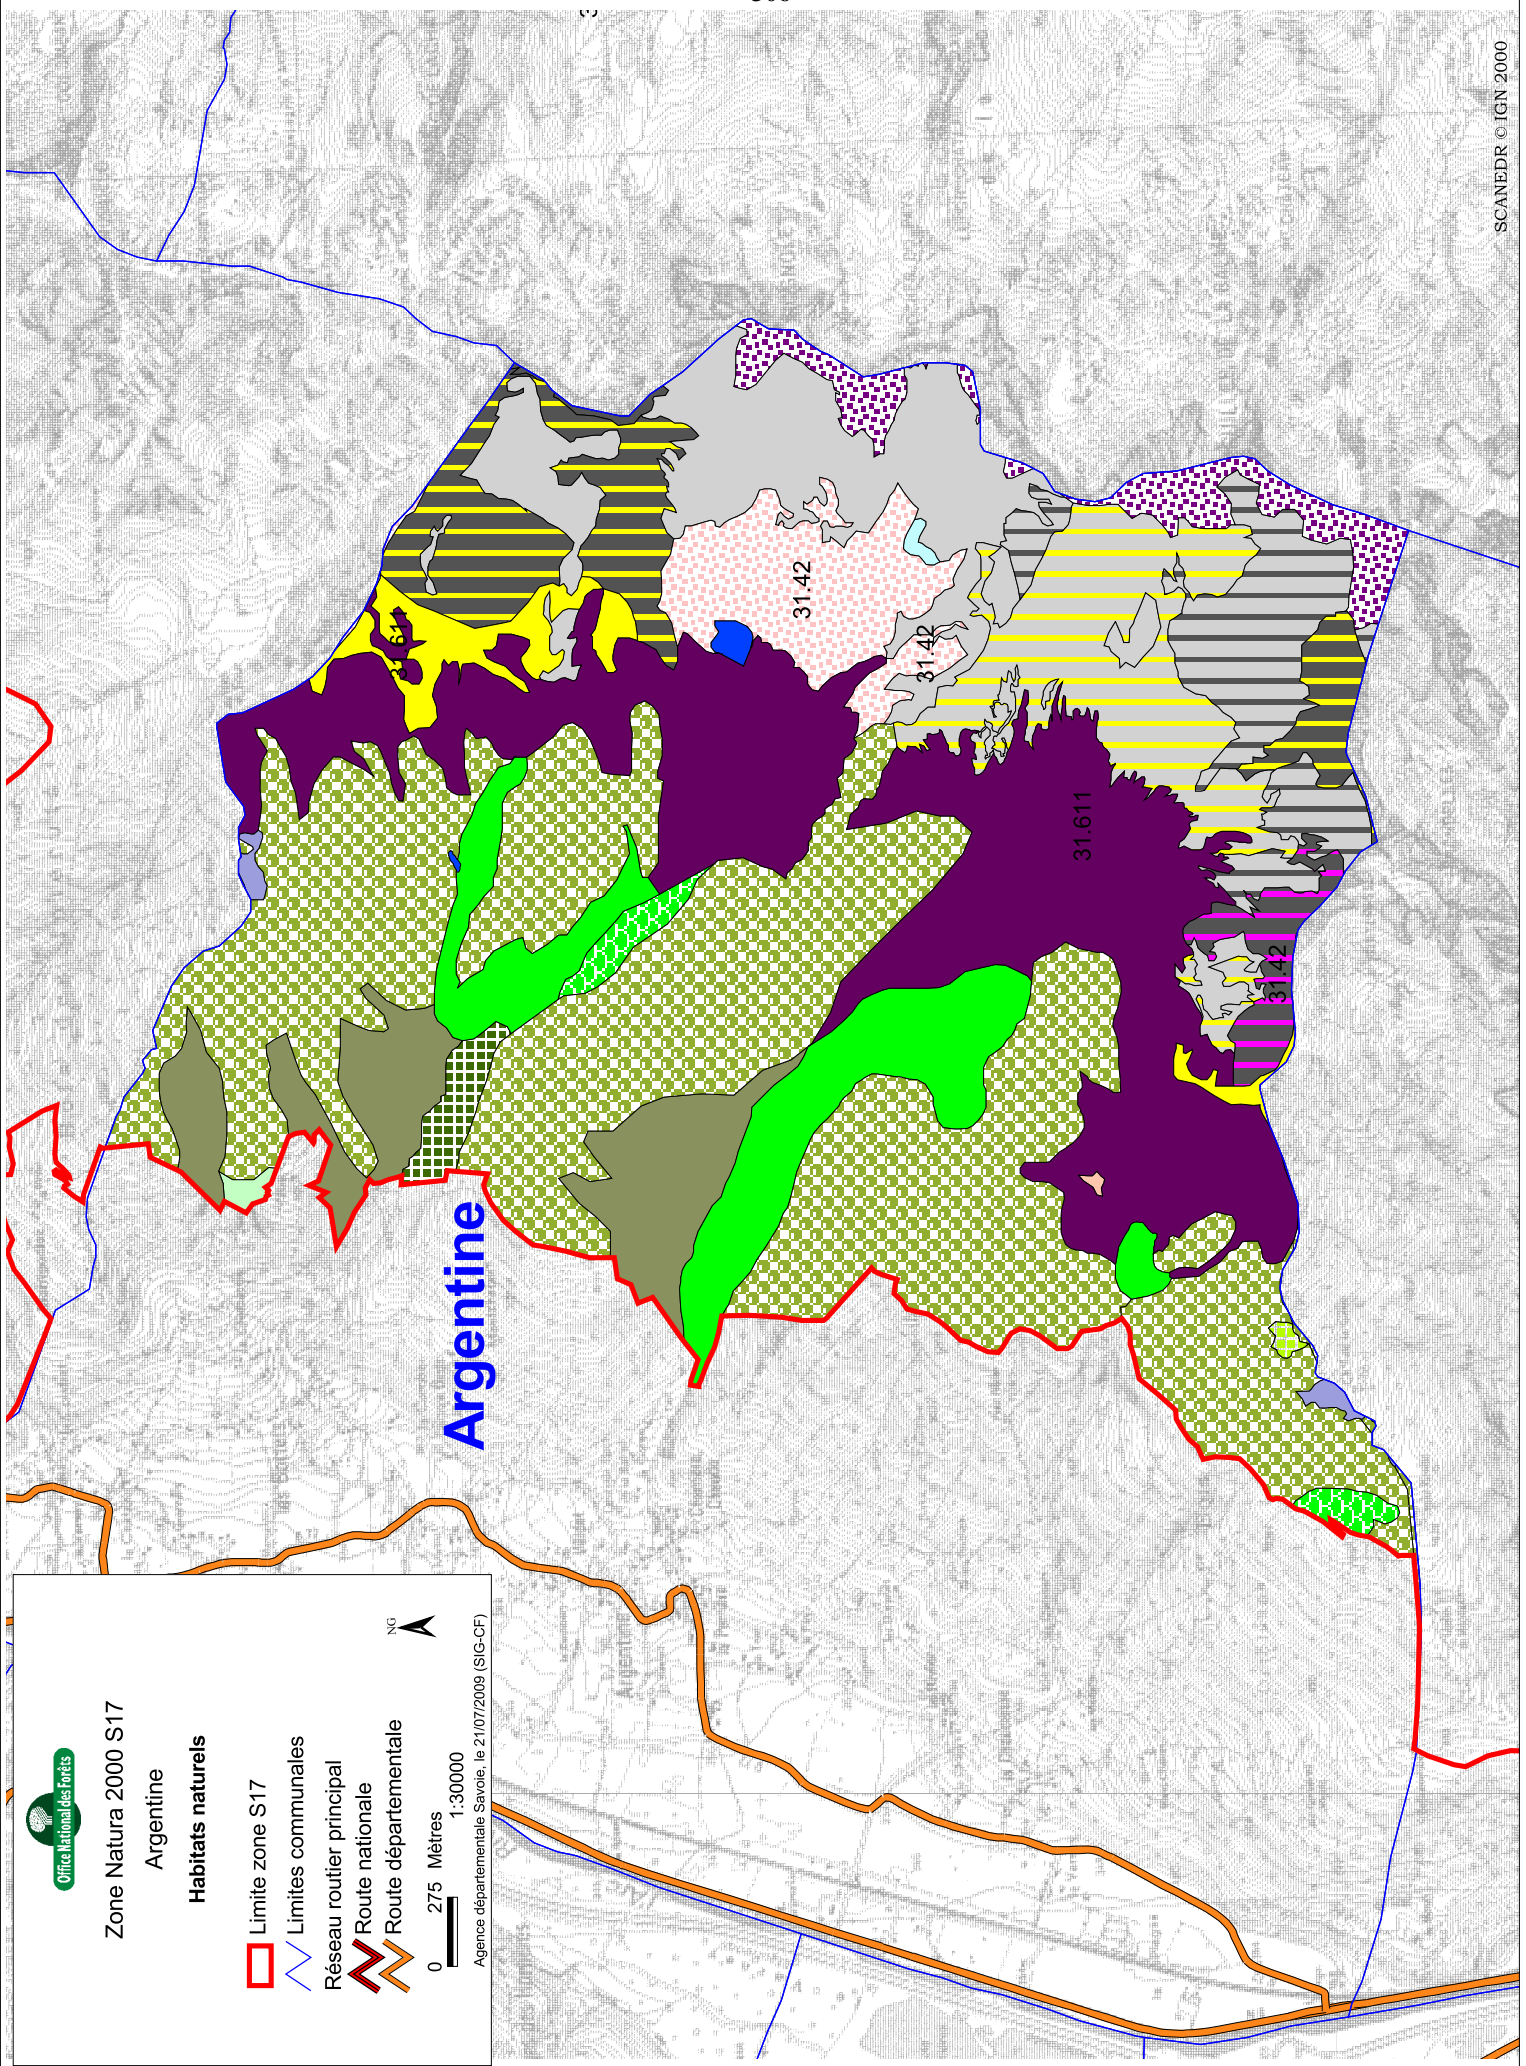 Office National des Forêts
Zone Natura 2000 S17
Argentine
Habitats naturels
Limite zone S17
Limites communales
Réseau routier principal
Route nationale
Route départementale
NG
0 275 Mètres
1:30000
Agence départementale Savoie, le 21/07/2009 (SIG-CF)
Argentine
31.611
31.42
31.42
31.611
31.42
SCANEDR © IGN 2000